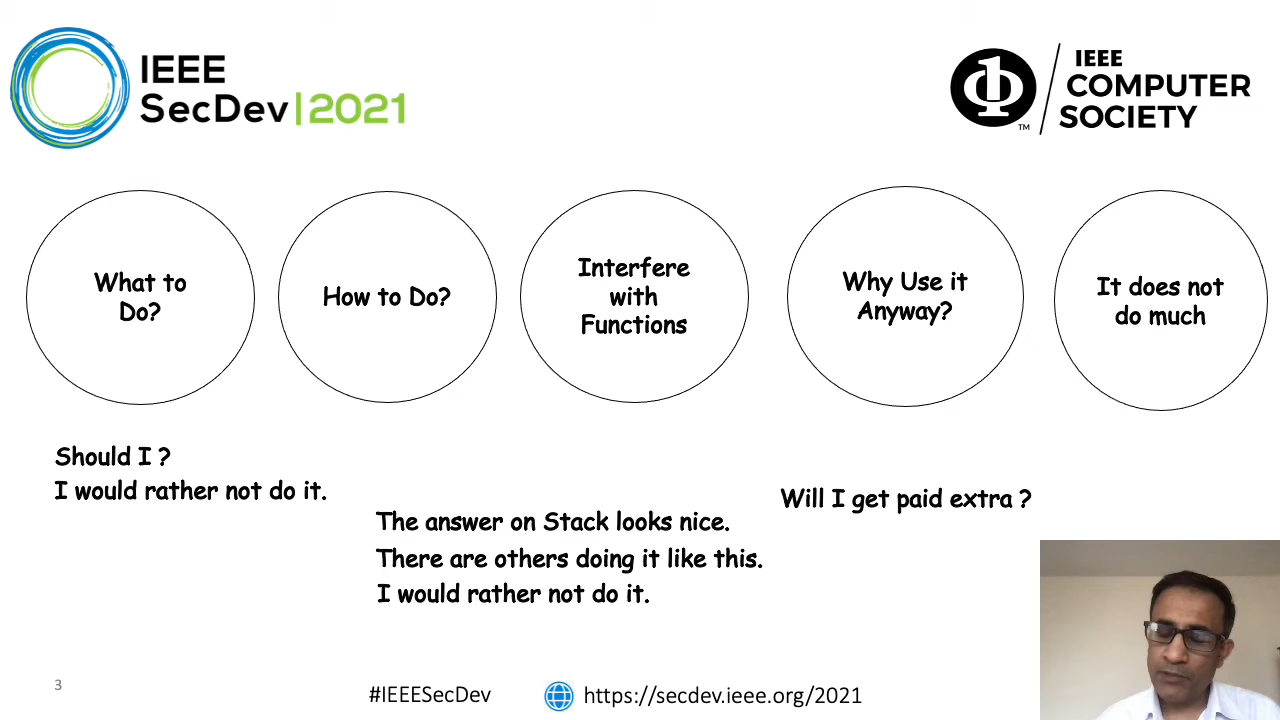 IEEE
SecDev|2021
IEEE
COMPUTER
SOCIETY
TM
What to
Do?
How to Do?
Interfere
with
Functions
Why Use it
Anyway?
It does not
do much
Should I ?
I would rather not do it.
The answer on Stack looks nice.
There are others doing it like this.
I would rather not do it.
Will I get paid extra ?
3
#IEEESecDev
https://secdev.ieee.org/2021